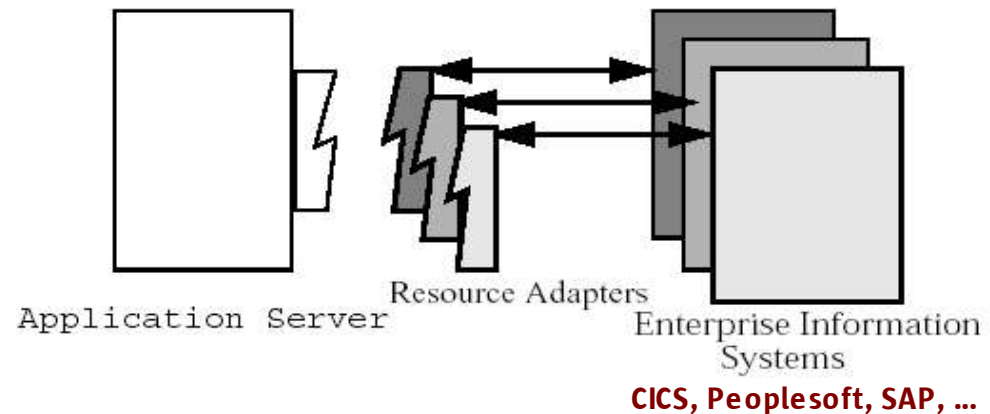 Resource Adapters
Application Server
Enterprise Information
Systems
CICS, Peoplesoft, SAP, ...